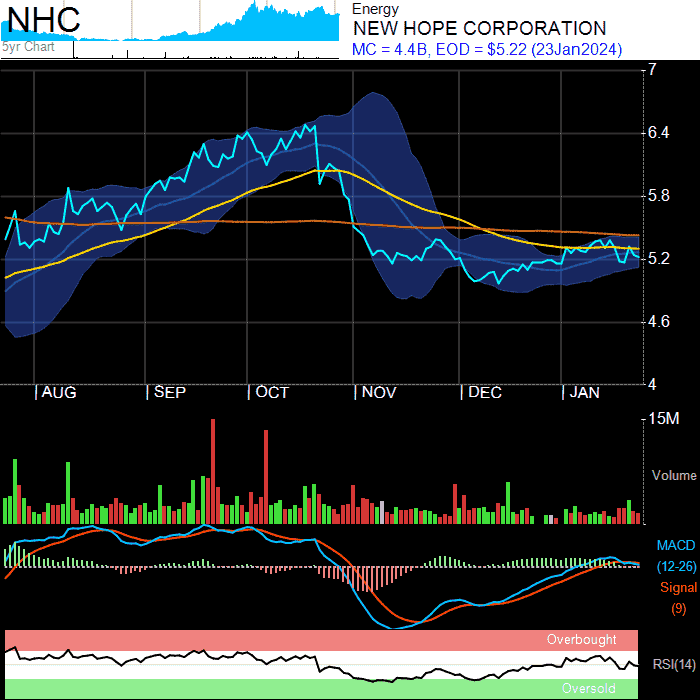 NHC
5yr Chart
Energy
NEW HOPE CORPORATION
MC = 4.4B, EOD = $5.22 (23Jan2024)
7
6.4
5.8
5.2
4.6
4
AUG SEP OCT NOV DEC JAN
15M
Volume
MACD
(12-26)
Signal
(9)
Overbought
RSI(14)
Oversold